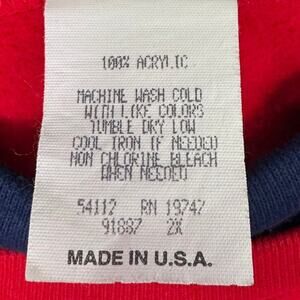 100% ACRYLIC
MACHINE WASH COLD
WITH LIKE COLORS
TUMBLE DRY LOW
COOL IRON (IF NEEDED)
NON CHLORINE BLEACH
WHEN NEEDED
54112 RN 19747
91887 2X
MADE IN U.S.A.